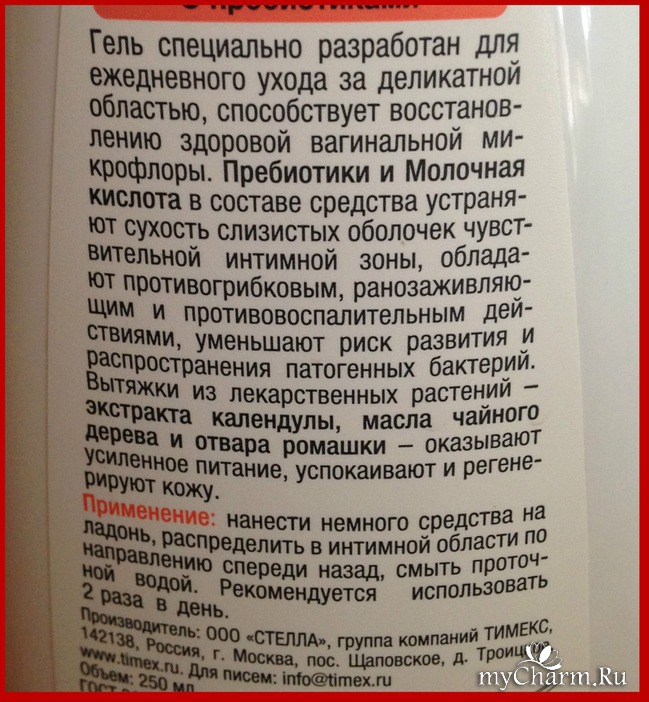 С пребиотиками
Гель специально разработан для
ежедневного ухода за деликатной
областью, способствует восстанов-
лению здоровой вагинальной ми-
крофлоры. Пребиотики и Молочная
кислота в составе средства устраня-
ют сухость слизистых оболочек чувст-
вительной интимной зоны, облада-
ют противогрибковым, ранозаживляю-
щим и противовоспалительным дей-
ствиями, уменьшают риск развития и
распространения патогенных бактерий.
Вытяжки из лекарственных растений –
экстракта календулы, масла чайного
дерева и отвара ромашки – оказывают
усиленное питание, успокаивают и регене-
рируют кожу.
Применение: нанести немного средства на
ладонь, распределить в интимной области по
направлению спереди назад, смыть проточ-
ной водой. Рекомендуется использовать
2 раза в день.
Производитель: ООО «СТЕЛЛА», группа компаний ТИМЕКС,
142138, Россия, г. Москва, пос. Щаповское, д. Троицкое,
www.timex.ru. Для писем: info@timex.ru
Объем: 250 мл
ГОСТ
myCharm.Ru